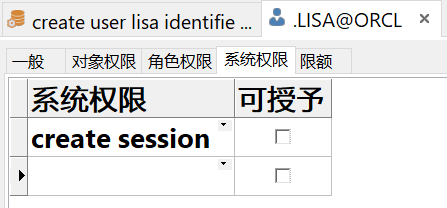 create user lisa identifie ...
.LISA@ORCL
一般 对象权限 角色权限 系统权限 限额
系统权限 可授予
create session